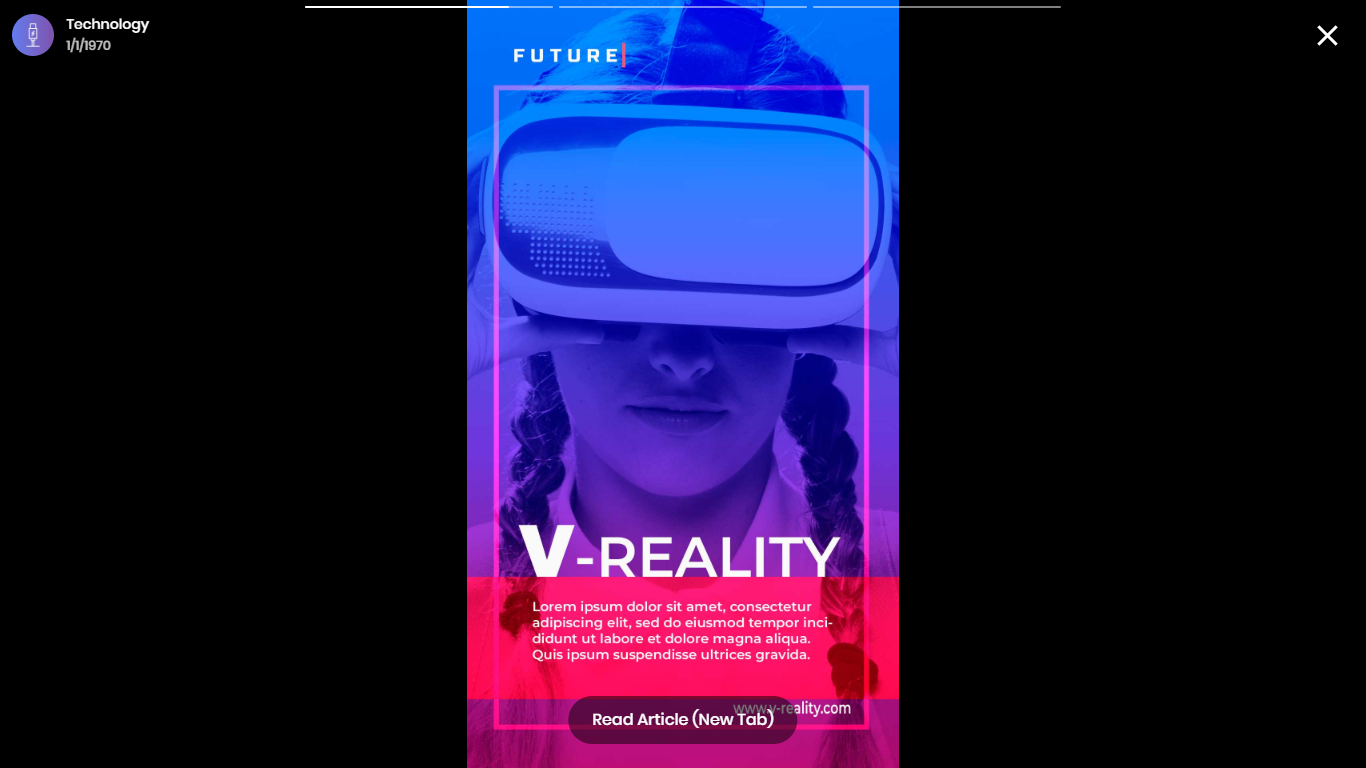 Technology
1/1/1970
FUTURE
V-REALITY
Lorem ipsum dolor sit amet, consectetur
adipiscing elit, sed do eiusmod tempor inci-
didunt ut labore et dolore magna aliqua.
Quis ipsum suspendisse ultrices gravida.
www.v-reality.com
Read Article (New Tab)